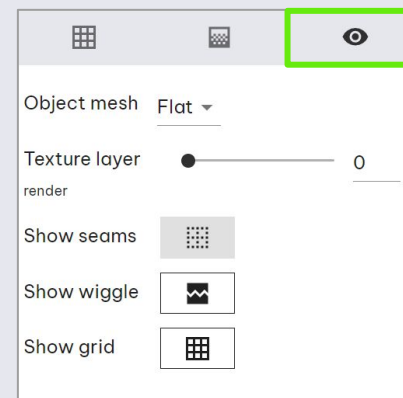 Object mesh Flat
Texture layer 0
render
Show seams
Show wiggle
Show grid